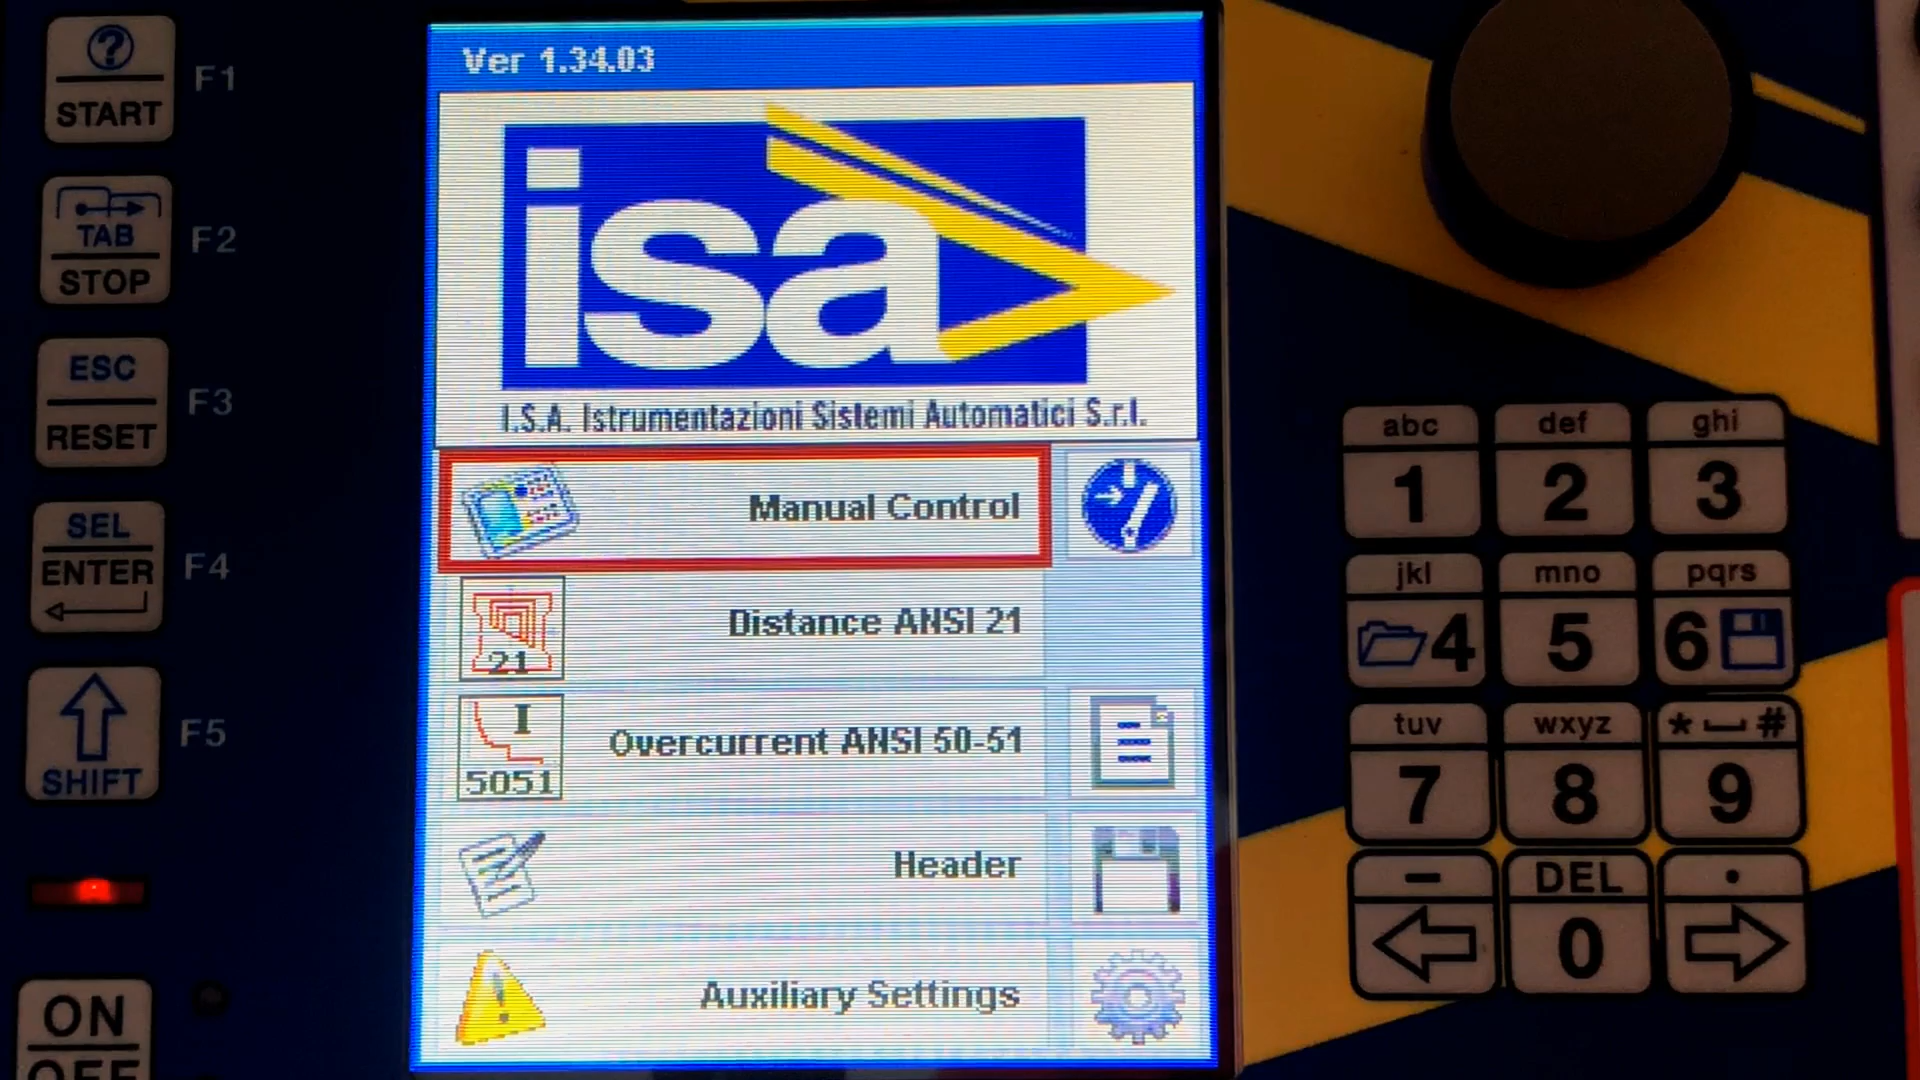 ?
START
F1
TAB
STOP
F2
ESC
RESET
F3
SEL
ENTER
F4
SHIFT
F5
ON
OFF
Ver 1.34.03
isa
I.S.A. Istrumentazioni Sistemi Automatici S.r.l.
Manual Control
21
Distance ANSI 21
I
5051
Overcurrent ANSI 50-51
Header
Auxiliary Settings
abc
1
def
2
ghi
3
jkl
4
mno
5
pqrs
6
tuv
7
wxyz
8
* ⎵ #
9
-
DEL
0
.